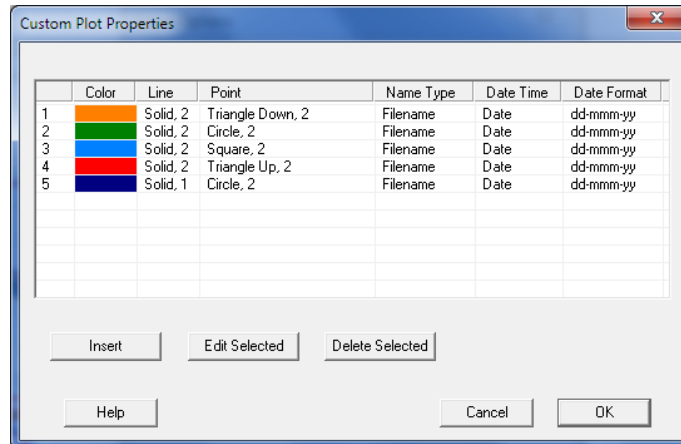 Custom Plot Properties
Color Line Point Name Type Date Time Date Format
1 Solid, 2 Triangle Down, 2 Filename Date dd-mmm-yy
2 Solid, 2 Circle, 2 Filename Date dd-mmm-yy
3 Solid, 2 Square, 2 Filename Date dd-mmm-yy
4 Solid, 2 Triangle Up, 2 Filename Date dd-mmm-yy
5 Solid, 1 Circle, 2 Filename Date dd-mmm-yy
Insert Edit Selected Delete Selected
Help Cancel OK